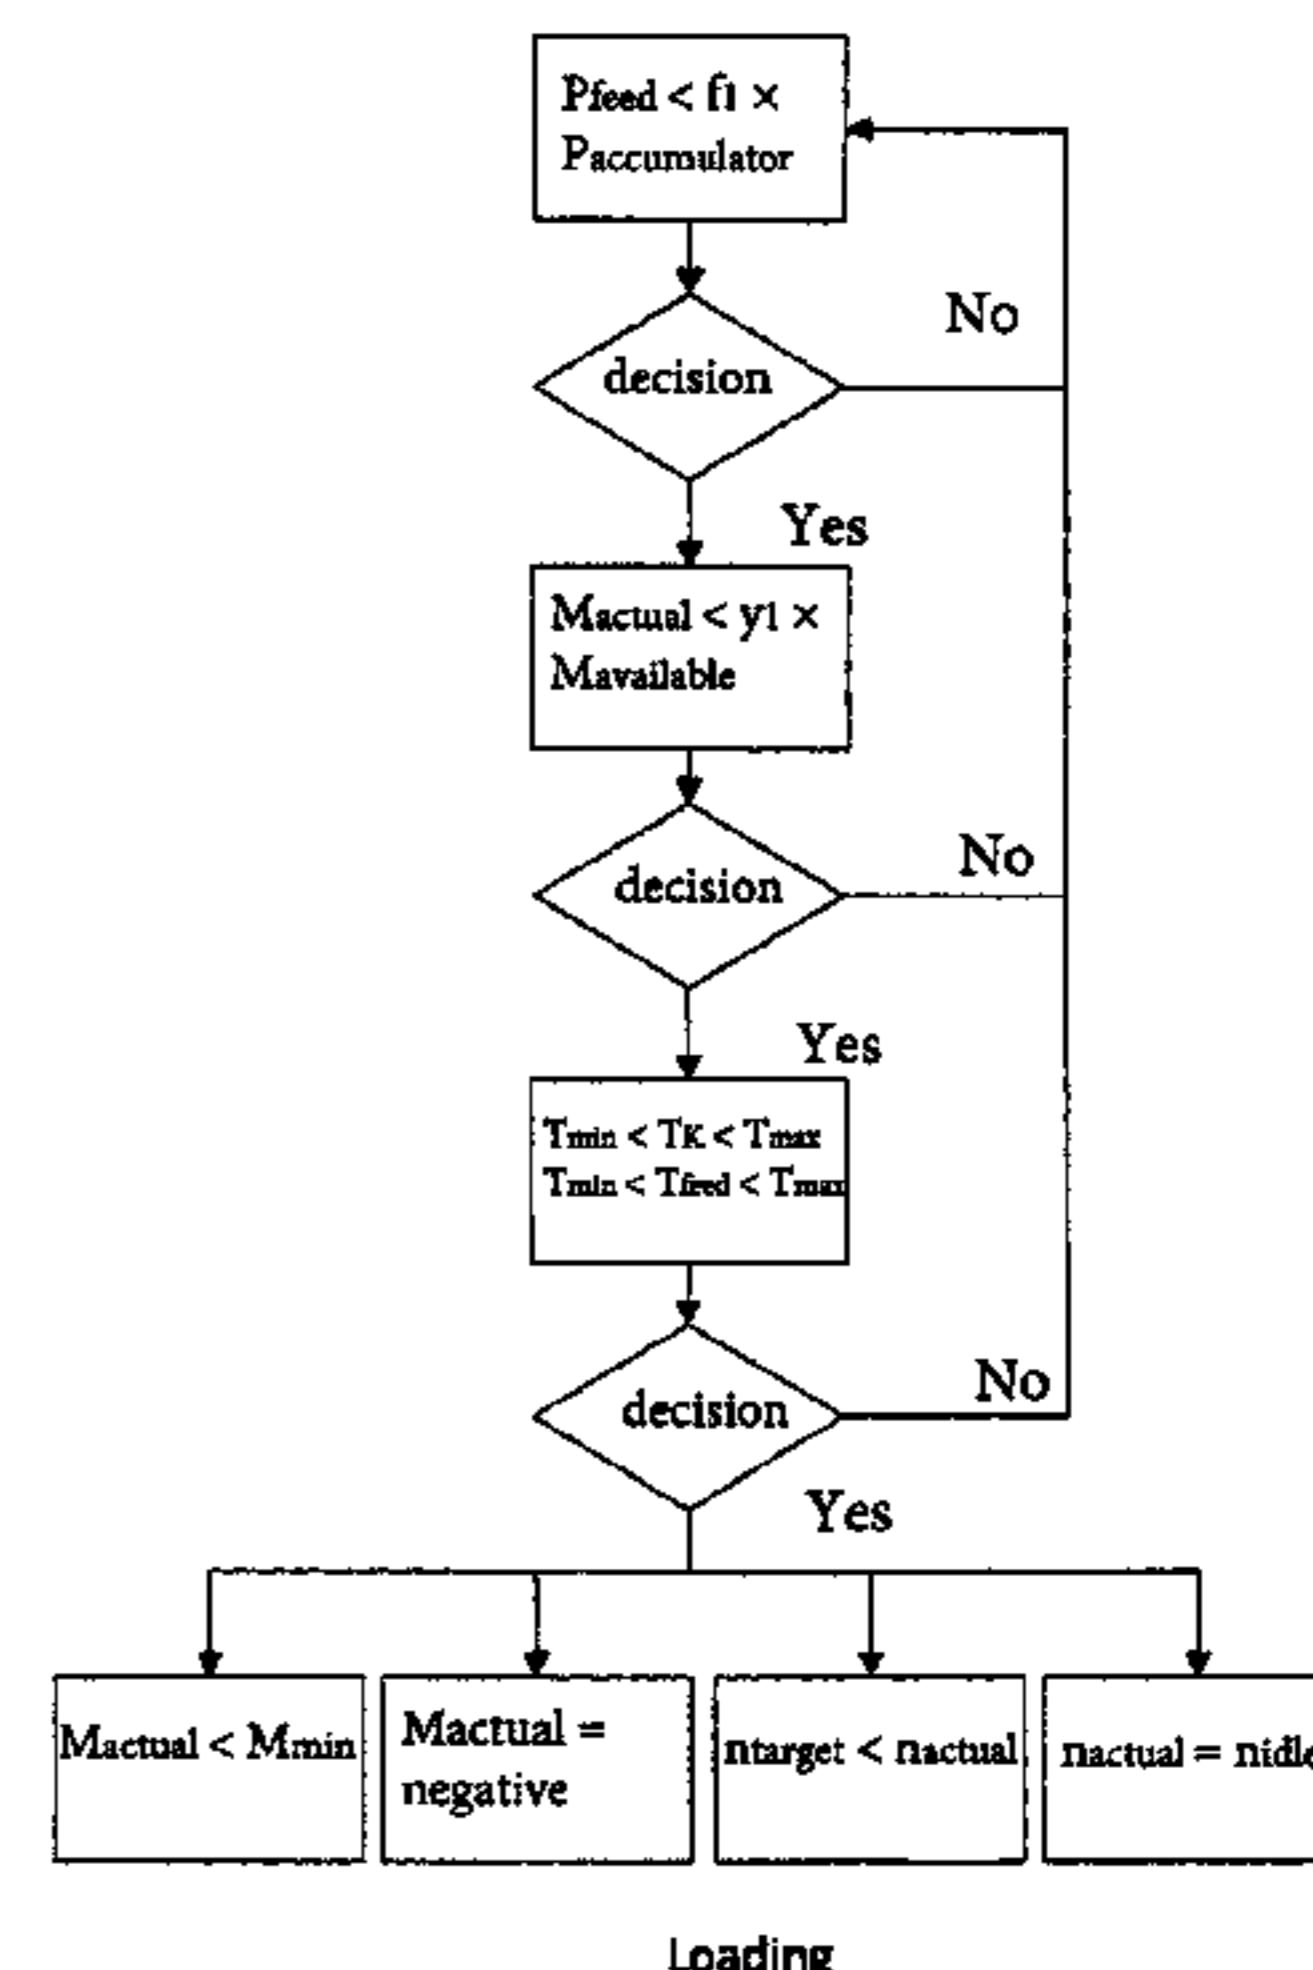 Pfeed < f1 ×
Paccumulator
No
decision
Yes
Mactual < y1 ×
Mavailable
No
decision
Yes
Tmin < TK < Tmax
Tmin < Tfeed < Tmax
No
decision
Yes
Mactual < Mmin
Mactual =
negative
ntarget < nactual
nactual = nidle
Loading